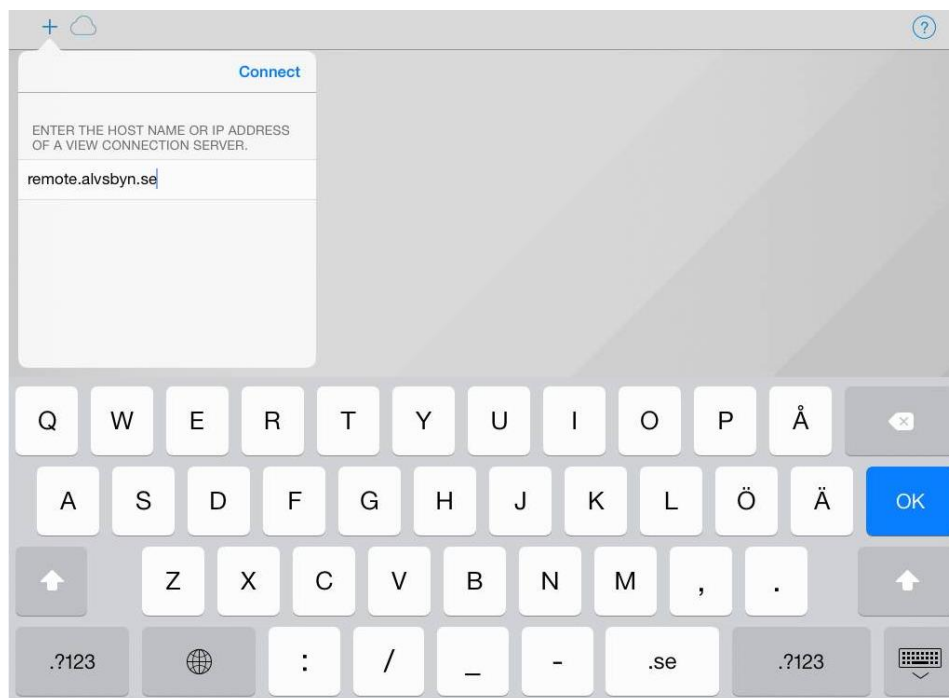 + ?
Connect
ENTER THE HOST NAME OR IP ADDRESS
OF A VIEW CONNECTION SERVER.
remote.alvsbyn.se
Q W E R T Y U I O P Å
A S D F G H J K L Ö Ä OK
Z X C V B N M , .
.?123 : / _ - .se .?123